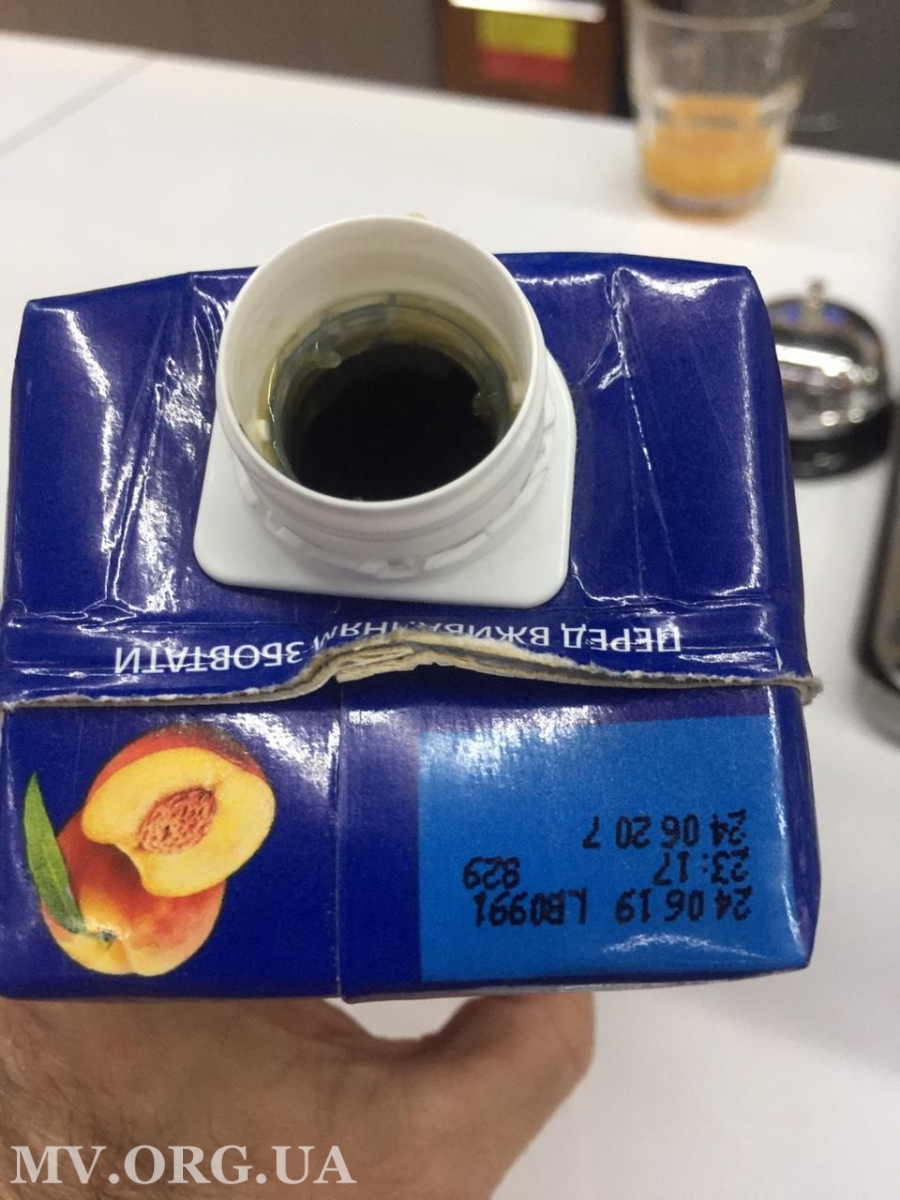 24 06 19 LB0991
23:17 829
24 06 20 7
ПЕРЕД ВЖИВАННЯМ ЗБОВТАТИ
MV.ORG.UA